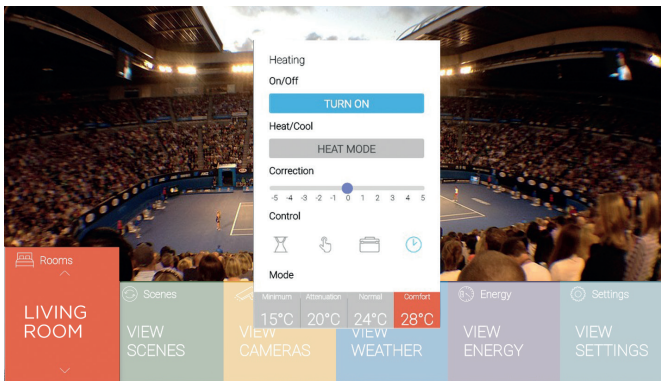 Heating
On/Off
TURN ON
Heat/Cool
HEAT MODE
Correction
-5 -4 -3 -2 -1 0 1 2 3 4 5
Control
Mode
Minimum Attenuation Normal Comfort
15°C 20°C 24°C 28°C
Rooms
LIVING
ROOM
Scenes
VIEW
SCENES
VIEW
CAMERAS
VIEW
WEATHER
Energy
VIEW
ENERGY
Settings
VIEW
SETTINGS